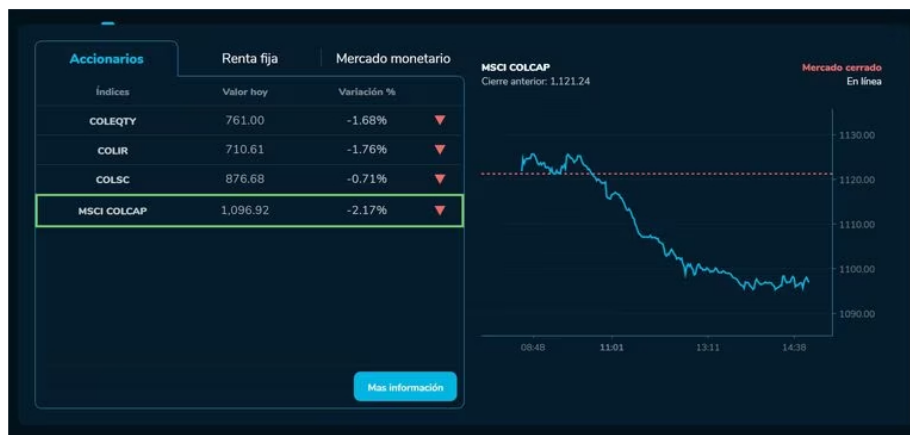 Accionarios Renta fija Mercado monetario
Índices Valor hoy Variación %
COLEQTY 761.00 -1.68% ▼
COLIR 710.61 -1.76% ▼
COLSC 876.68 -0.71% ▼
MSCI COLCAP 1,096.92 -2.17% ▼
Mas información
MSCI COLCAP Mercado cerrado
Cierre anterior: 1,121.24 En línea
1130.00
1120.00
1110.00
1100.00
1090.00
08:48 11:01 13:11 14:38